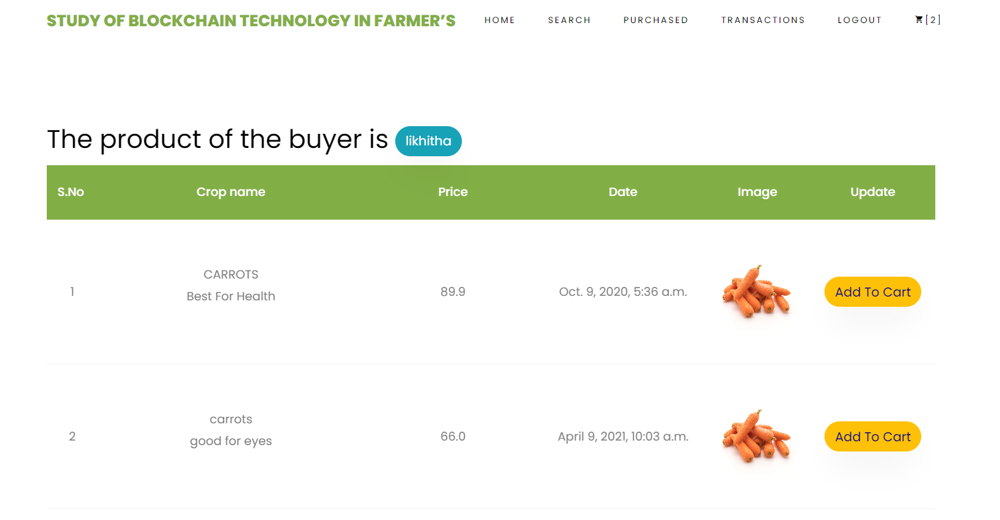 STUDY OF BLOCKCHAIN TECHNOLOGY IN FARMER’S HOME SEARCH PURCHASED TRANSACTIONS LOGOUT [2]
The product of the buyer is likhitha
S.No Crop name Price Date Image Update
CARROTS
1 89.9 Oct. 9, 2020, 5:36 a.m. Add To Cart
Best For Health
carrots
2 66.0 April 9, 2021, 10:03 a.m. Add To Cart
good for eyes